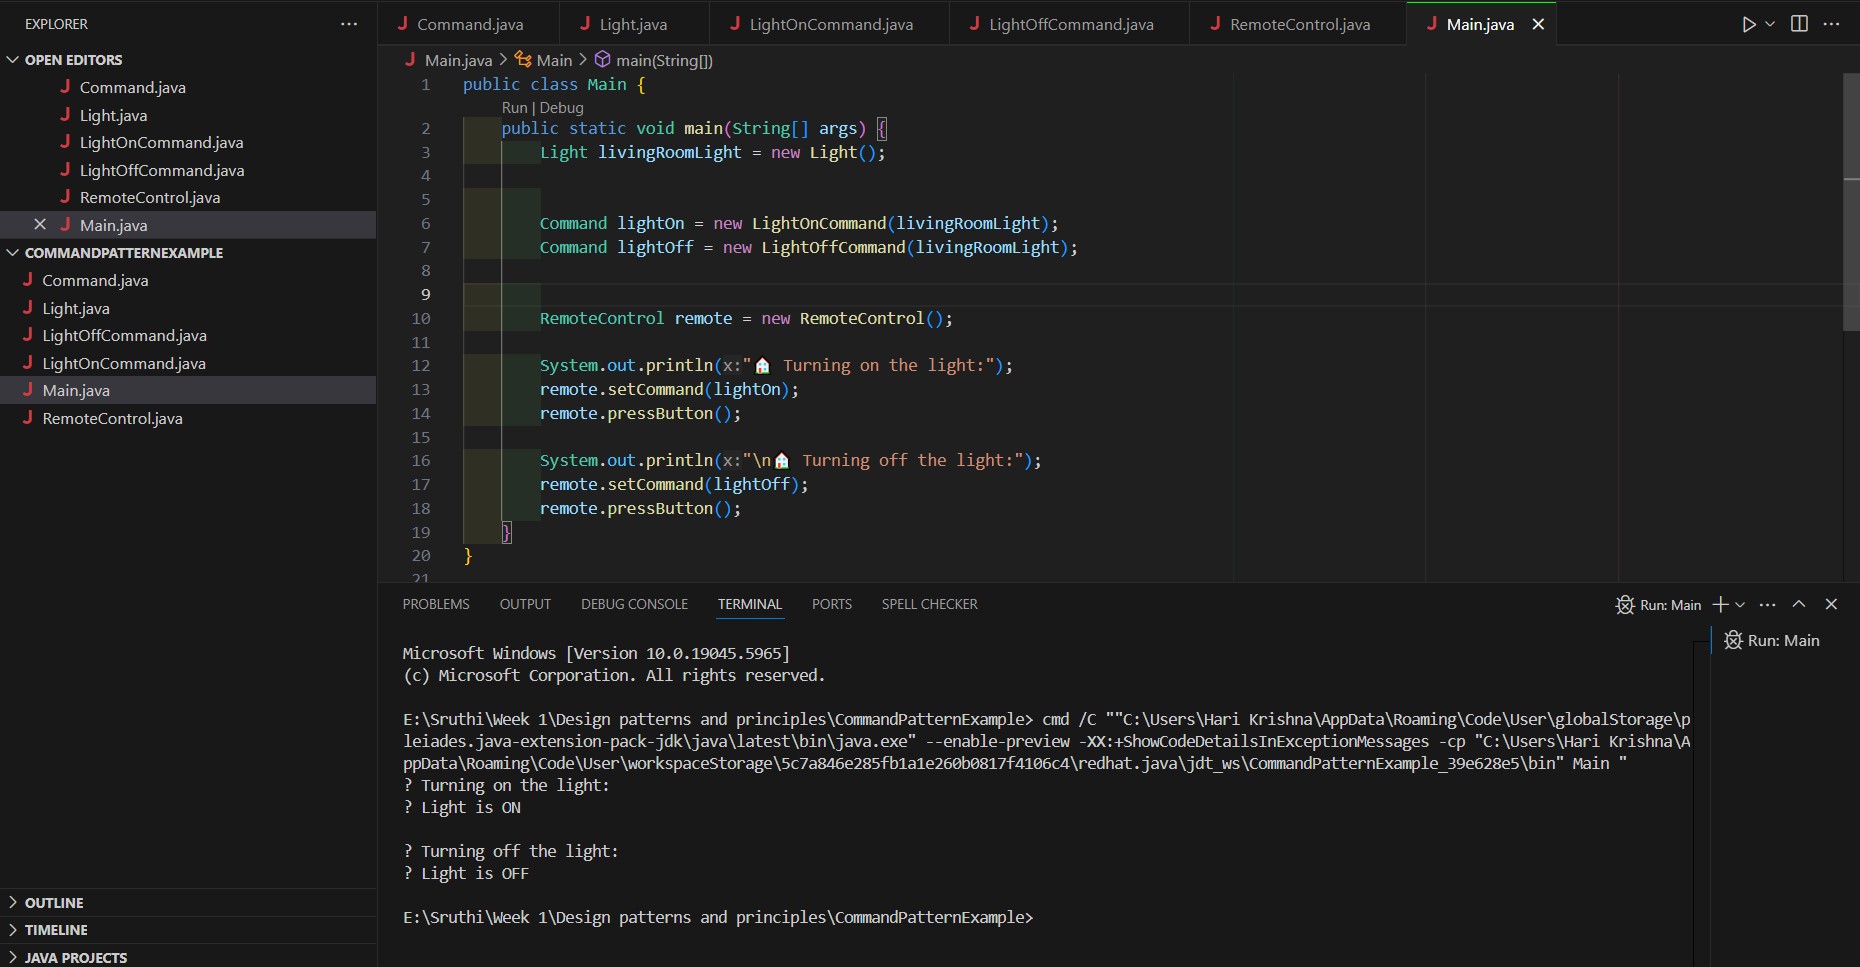 EXPLORER
OPEN EDITORS
Command.java
Light.java
LightOnCommand.java
LightOffCommand.java
RemoteControl.java
Main.java
COMMANDPATTERNEXAMPLE
Command.java
Light.java
LightOffCommand.java
LightOnCommand.java
Main.java
RemoteControl.java
OUTLINE
TIMELINE
JAVA PROJECTS
Command.java Light.java LightOnCommand.java LightOffCommand.java RemoteControl.java Main.java
Main.java > Main > main(String[])
1 public class Main {
Run | Debug
2 public static void main(String[] args) {
3 Light livingRoomLight = new Light();
4
5
6 Command lightOn = new LightOnCommand(livingRoomLight);
7 Command lightOff = new LightOffCommand(livingRoomLight);
8
9
10 RemoteControl remote = new RemoteControl();
11
12 System.out.println(x:"🏠 Turning on the light:");
13 remote.setCommand(lightOn);
14 remote.pressButton();
15
16 System.out.println(x:"\n🏠 Turning off the light:");
17 remote.setCommand(lightOff);
18 remote.pressButton();
19 }
20 }
21
PROBLEMS OUTPUT DEBUG CONSOLE TERMINAL PORTS SPELL CHECKER
Run: Main
Run: Main
Microsoft Windows [Version 10.0.19045.5965]
(c) Microsoft Corporation. All rights reserved.
E:\Sruthi\Week 1\Design patterns and principles\CommandPatternExample> cmd /C ""C:\Users\Hari Krishna\AppData\Roaming\Code\User\globalStorage\p
leiades.java-extension-pack-jdk\java\latest\bin\java.exe" --enable-preview -XX:+ShowCodeDetailsInExceptionMessages -cp "C:\Users\Hari Krishna\A
ppData\Roaming\Code\User\workspaceStorage\5c7a846e285fb1a1e260b0817f4106c4\redhat.java\jdt_ws\CommandPatternExample_39e628e5\bin" Main "
? Turning on the light:
? Light is ON
? Turning off the light:
? Light is OFF
E:\Sruthi\Week 1\Design patterns and principles\CommandPatternExample>